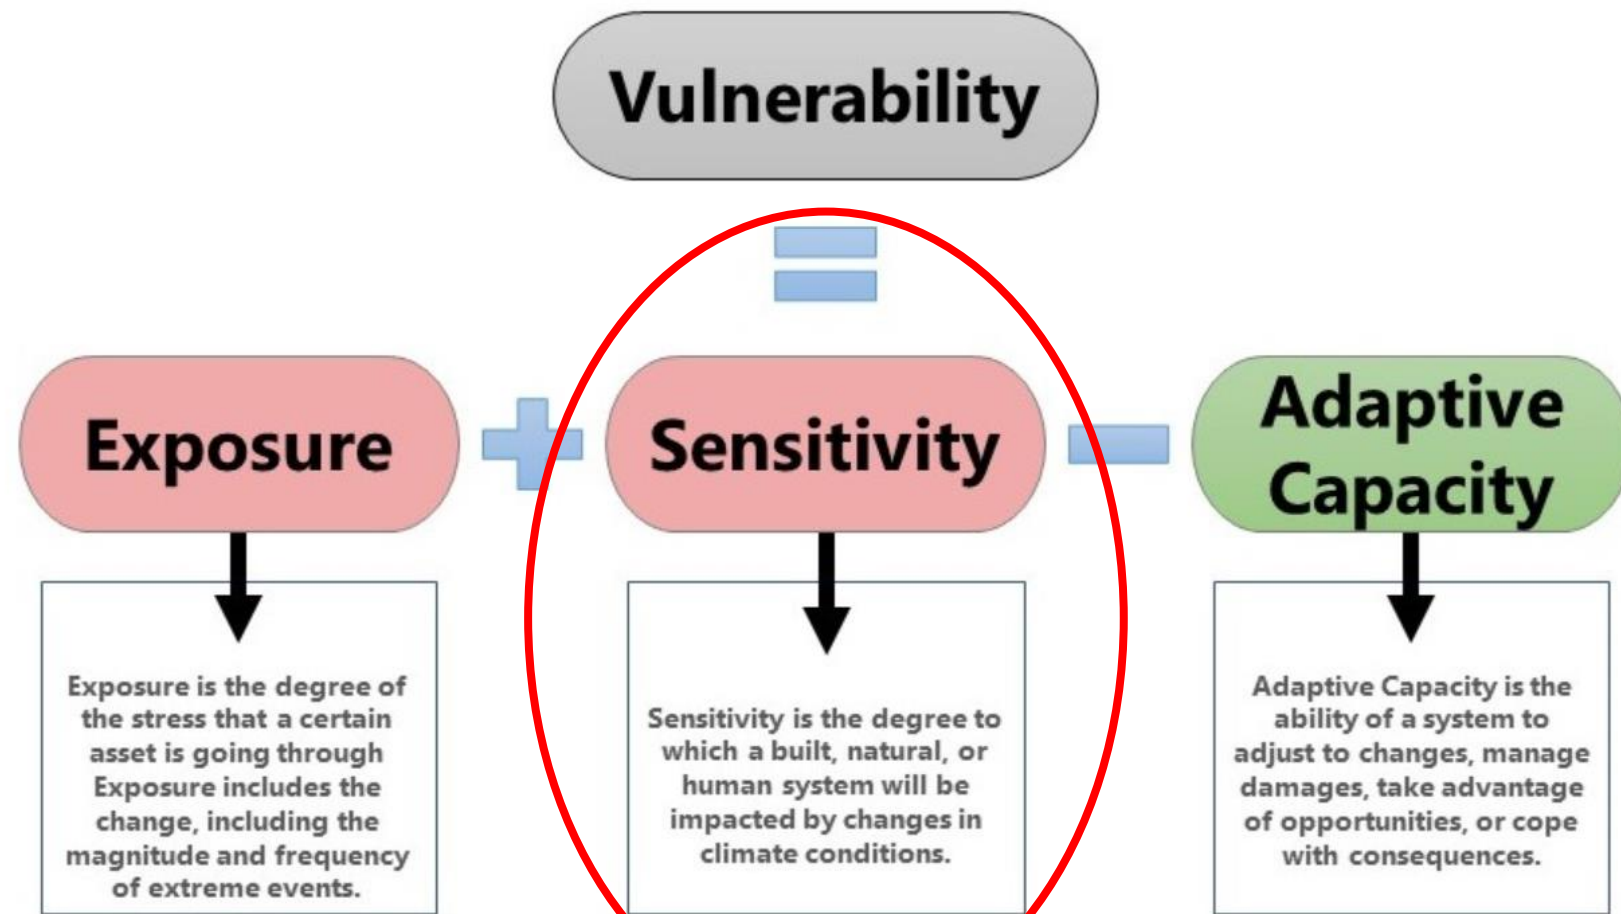 Vulnerability
Exposure
Sensitivity
Adaptive
Capacity
Exposure is the degree of
the stress that a certain
asset is going through
Exposure includes the
change, including the
magnitude and frequency
of extreme events.
Sensitivity is the degree to
which a built, natural, or
human system will be
impacted by changes in
climate conditions.
Adaptive Capacity is the
ability of a system to
adjust to changes, manage
damages, take advantage
of opportunities, or cope
with consequences.